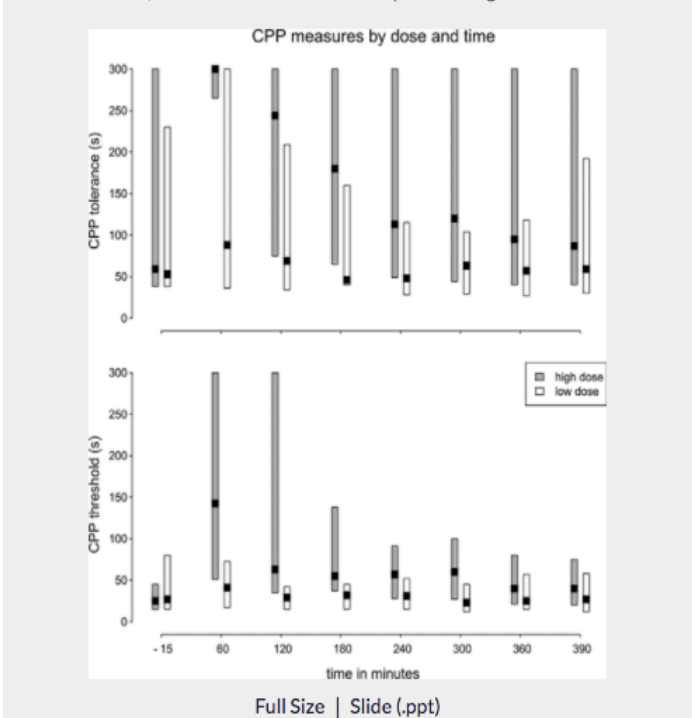 CPP measures by dose and time
300
250
200
150
100
50
0
CPP tolerance (s)
300
250
200
150
100
50
0
CPP threshold (s)
high dose
low dose
- 15 60 120 180 240 300 360 390
time in minutes
Full Size | Slide (.ppt)